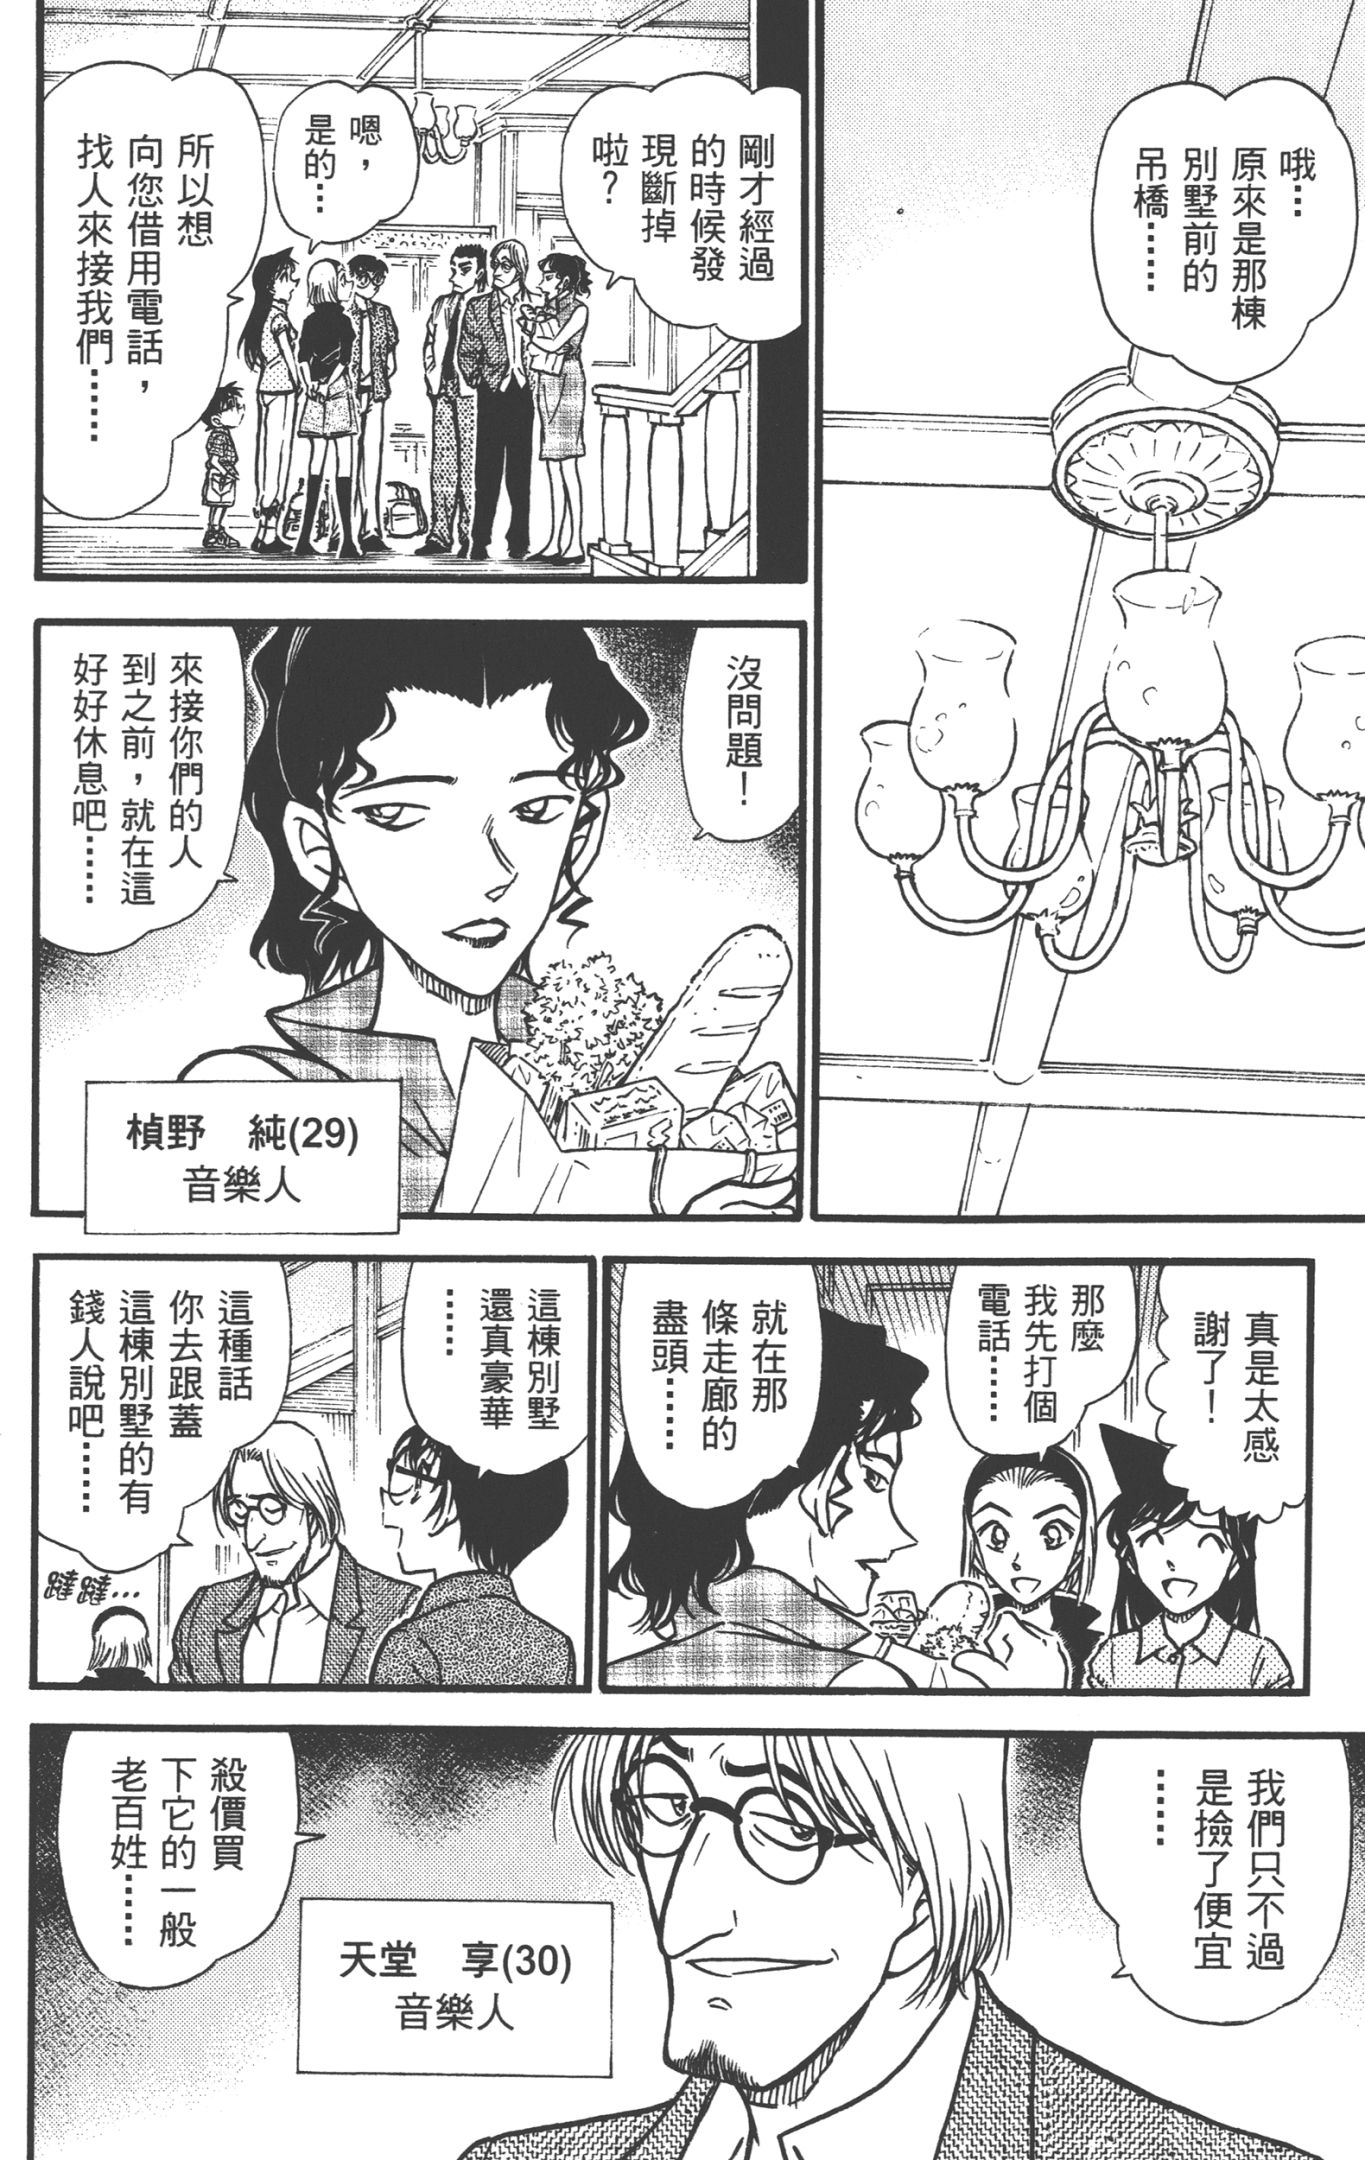 哦…
原來是那棟
別墅前的
吊橋……
剛才經過
的時候發
現斷掉
啦？
嗯，
是的…
所以想
向您借用電話，
找人來接我們……
沒問題！
來接你們的人
到之前，就在這
好好休息吧……
楨野　純(29)
音樂人
真是太感
謝了！
那麼
我先打個
電話……
就在那
條走廊的
盡頭……
這棟別墅
還真豪華
……
這種話
你去跟蓋
這棟別墅的有
錢人說吧……
躂躂…
我們只不過
是撿了便宜
……
殺價買
下它的一般
老百姓……
天堂　享(30)
音樂人